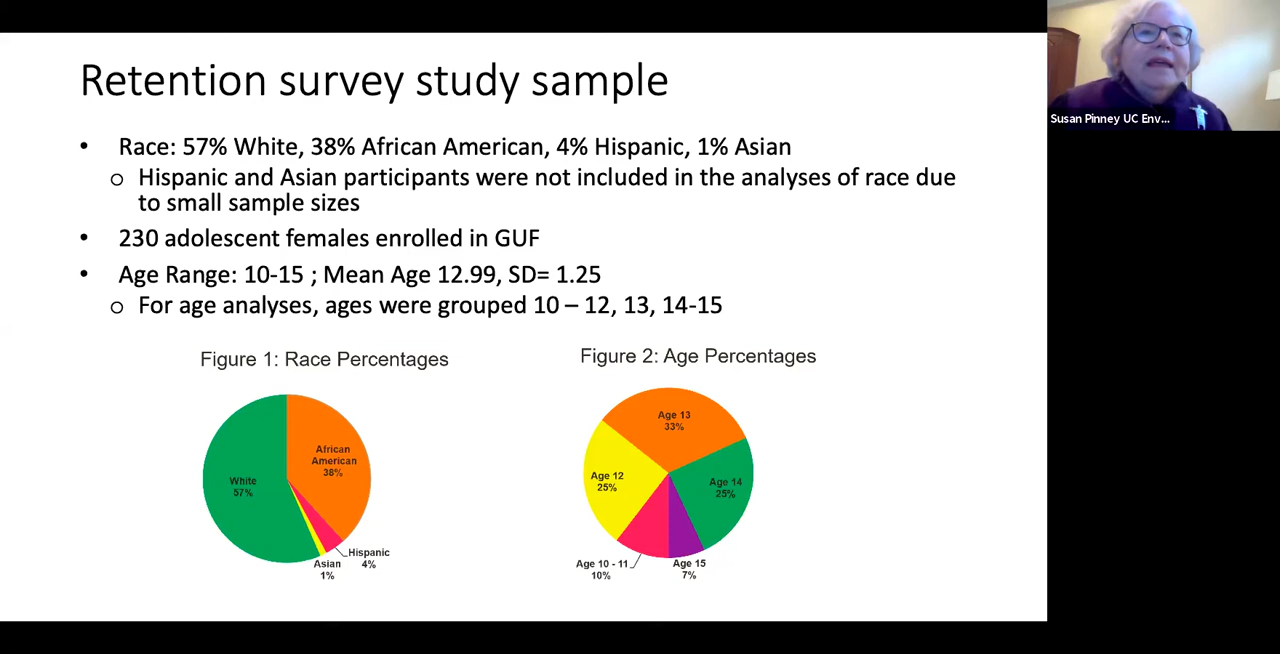 Retention survey study sample
Susan Pinney UC Env...
• Race: 57% White, 38% African American, 4% Hispanic, 1% Asian
o Hispanic and Asian participants were not included in the analyses of race due
to small sample sizes
• 230 adolescent females enrolled in GUF
• Age Range: 10-15 ; Mean Age 12.99, SD= 1.25
o For age analyses, ages were grouped 10 – 12, 13, 14-15
Figure 1: Race Percentages
African
American
38%
White
57%
Hispanic
4%
Asian
1%
Figure 2: Age Percentages
Age 13
33%
Age 12
25%
Age 14
25%
Age 10 - 11
10%
Age 15
7%